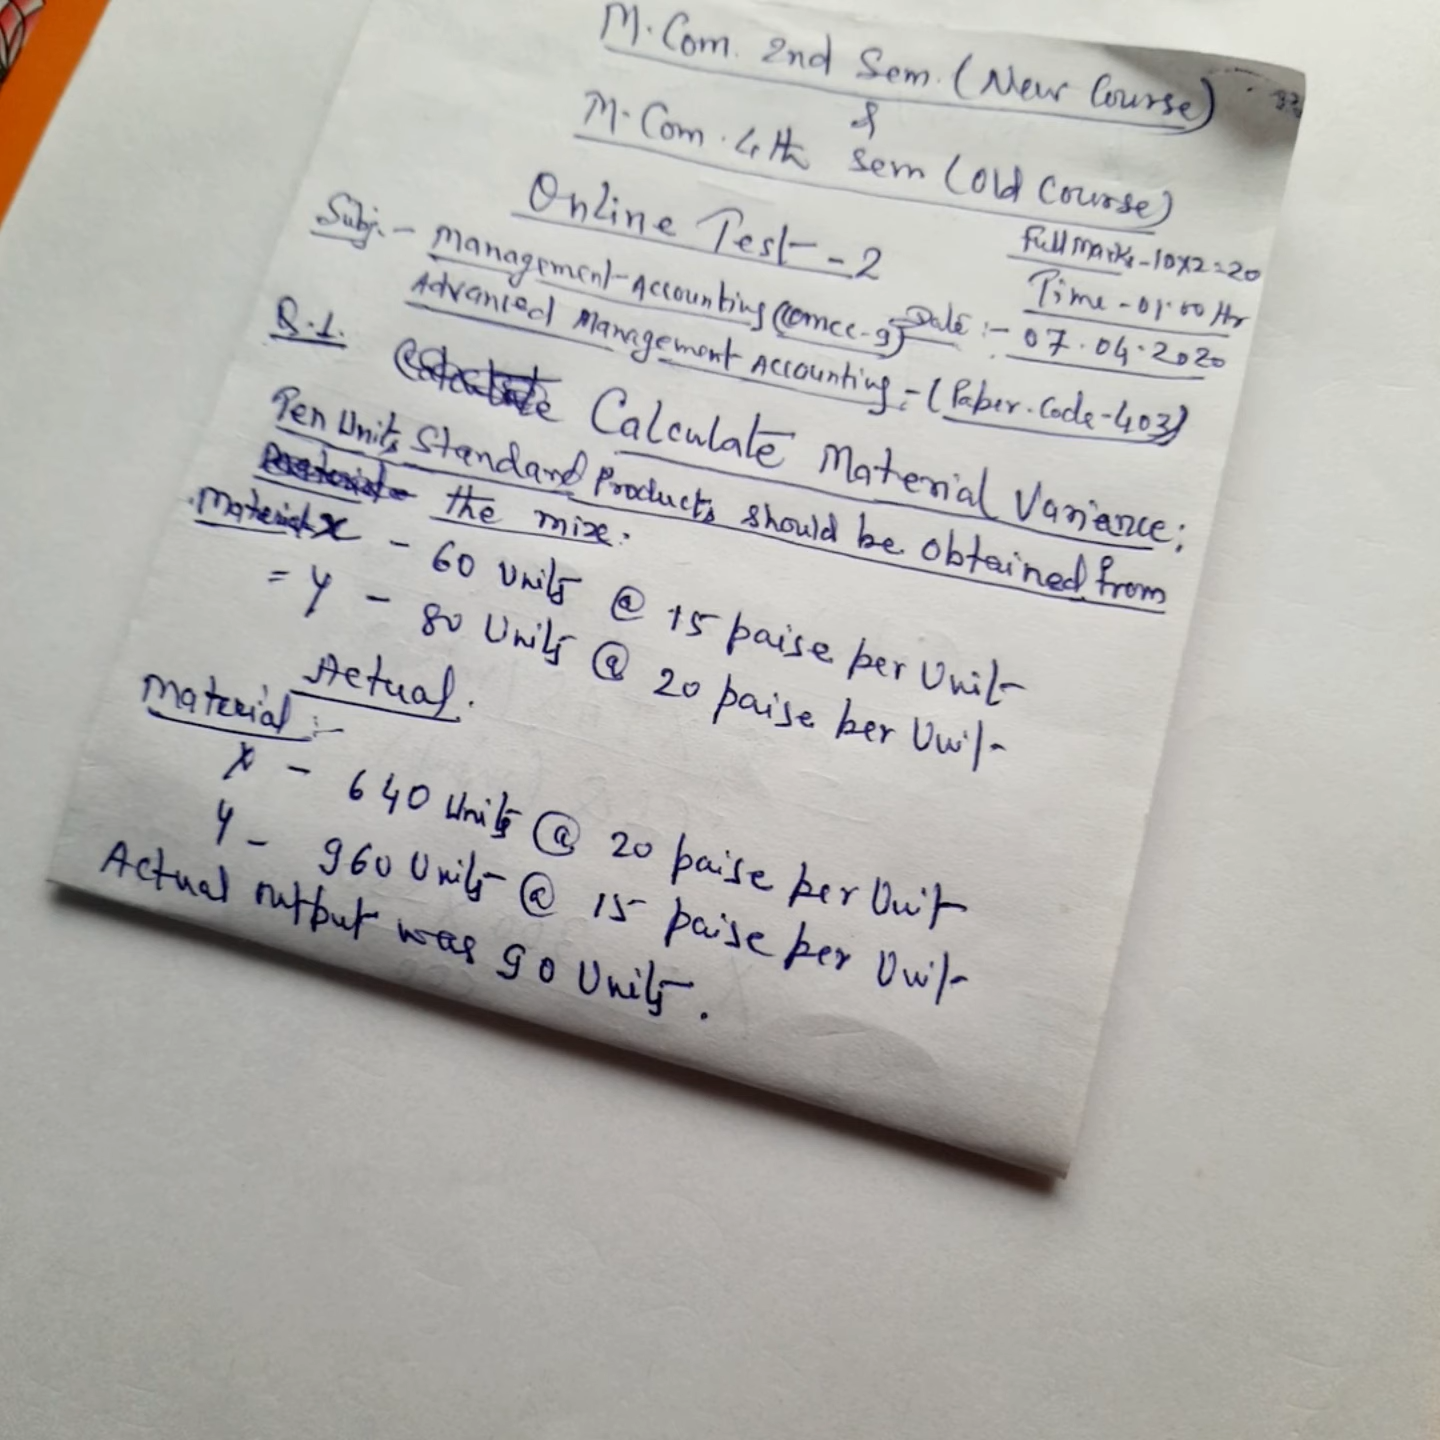 M.Com. 2nd Sem. (New Course)
&
M.Com. 4th Sem (Old Course)
Online Test-2
Full Marks-10x2=20
Time-01.00 Hr
Subj.- Management Accounting (Comcc-9) Date:- 07.04.2020
Advanced Management Accounting-(Paper.Code-403)
Q.1. Calculate Material Variance:
Ten Units Standard Products should be obtained from
the mix:
Material X - 60 Units @ 15 paise per Unit
= Y - 80 Units @ 20 paise per Unit
Actual.
Material:-
X - 640 Units @ 20 paise per Unit
Y - 960 Units @ 15 paise per Unit
Actual output was 90 Units.